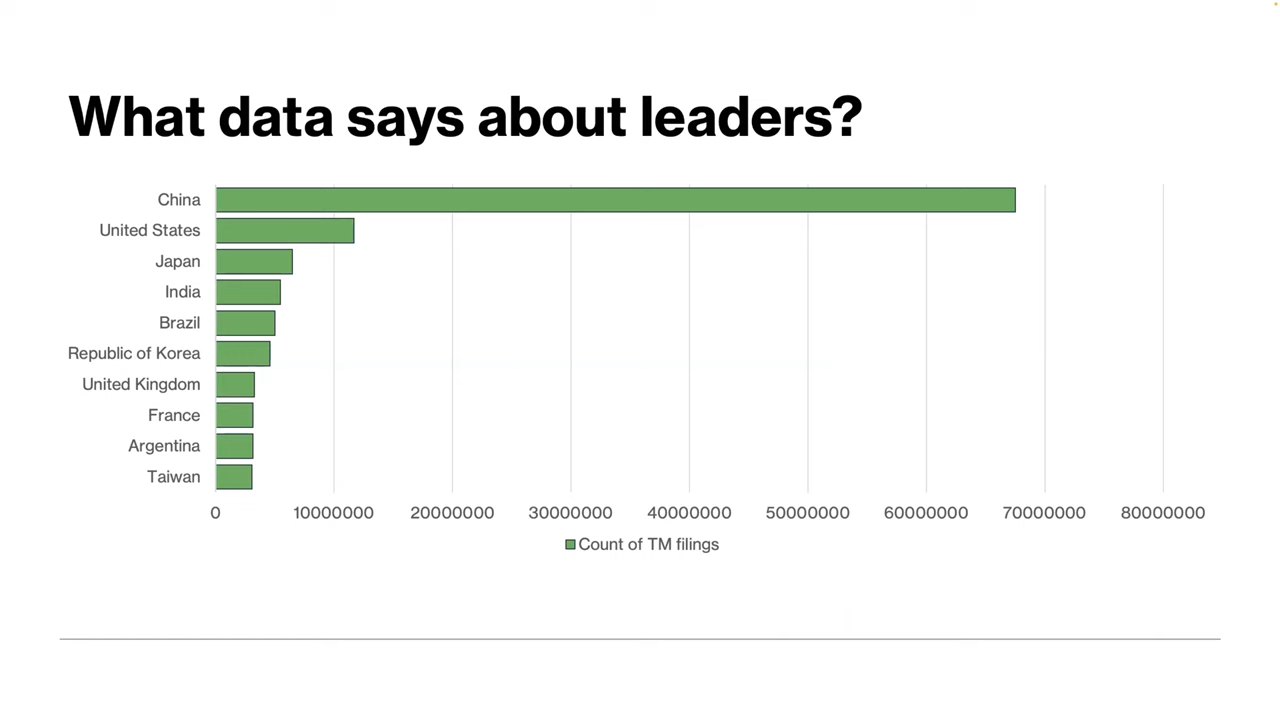 What data says about leaders?
China
United States
Japan
India
Brazil
Republic of Korea
United Kingdom
France
Argentina
Taiwan
0 10000000 20000000 30000000 40000000 50000000 60000000 70000000 80000000
Count of TM filings